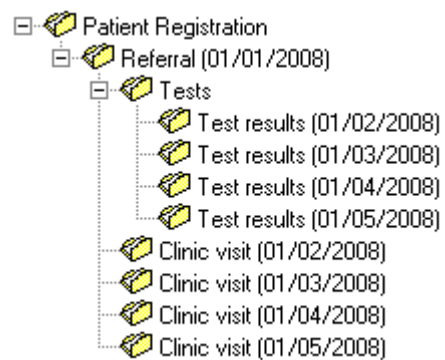 Patient Registration
Referral (01/01/2008)
Tests
Test results (01/02/2008)
Test results (01/03/2008)
Test results (01/04/2008)
Test results (01/05/2008)
Clinic visit (01/02/2008)
Clinic visit (01/03/2008)
Clinic visit (01/04/2008)
Clinic visit (01/05/2008)